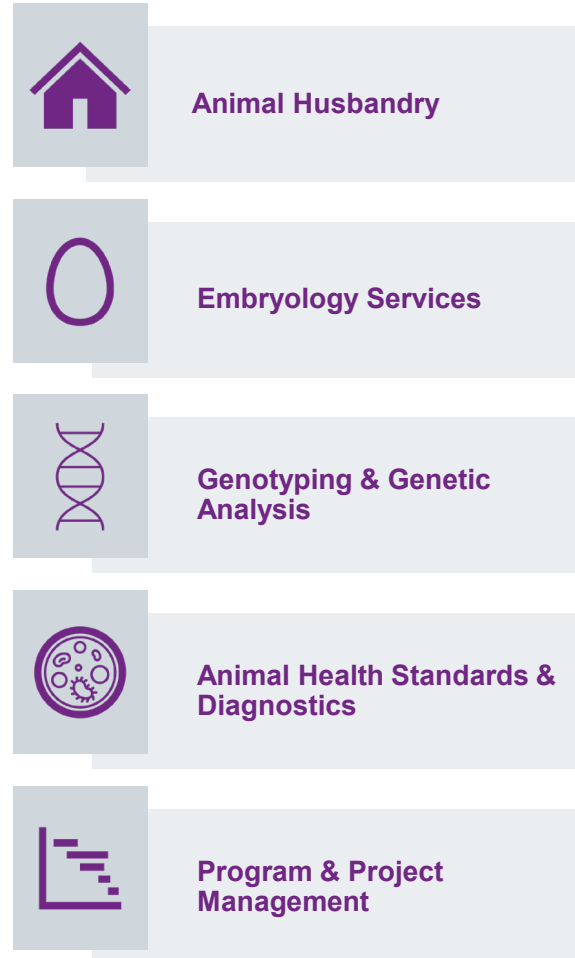 Animal Husbandry
Embryology Services
Genotyping & Genetic
Analysis
Animal Health Standards &
Diagnostics
Program & Project
Management